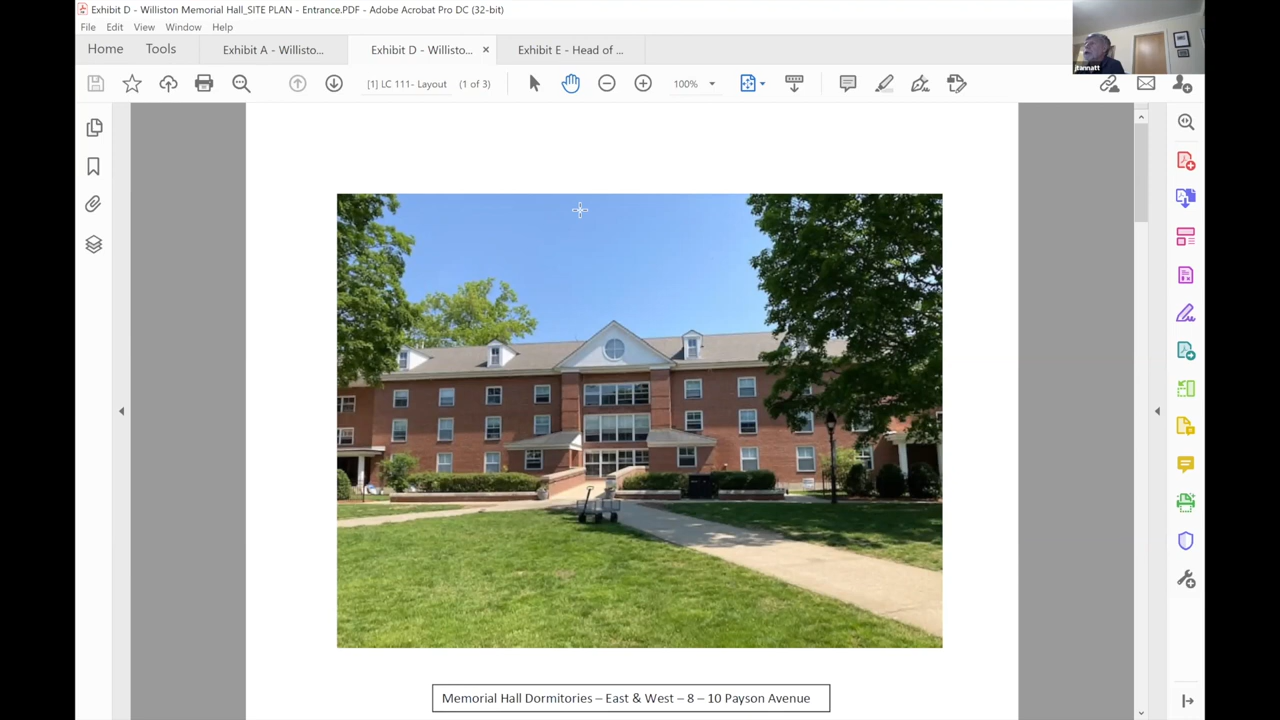 Exhibit D - Williston Memorial Hall_SITE PLAN - Entrance.PDF - Adobe Acrobat Pro DC (32-bit)
File Edit View Window Help
jtannatt
Home Tools Exhibit A - Willisto... Exhibit D - Willisto... × Exhibit E - Head of ...
[1] LC 111- Layout (1 of 3) 100%
Memorial Hall Dormitories – East & West – 8 – 10 Payson Avenue